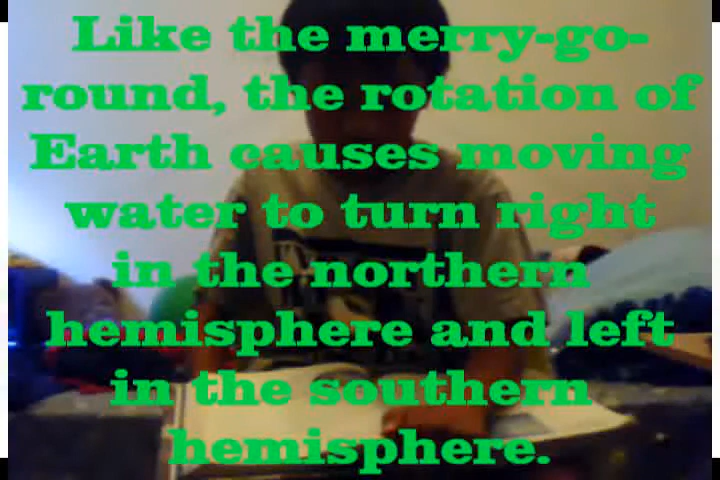 Like the merry-go-
round, the rotation of
Earth causes moving
water to turn right
in the northern
hemisphere and left
in the southern
hemisphere.